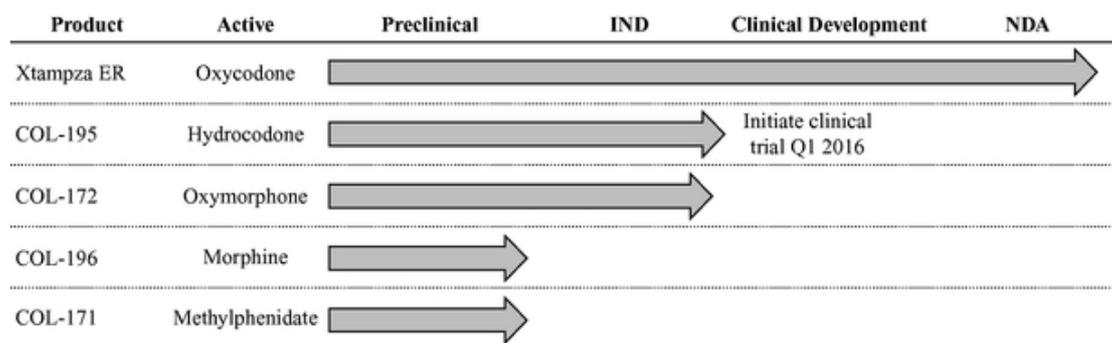 Product Active Preclinical IND Clinical Development NDA
Xtampza ER Oxycodone
COL-195 Hydrocodone Initiate clinical
trial Q1 2016
COL-172 Oxymorphone
COL-196 Morphine
COL-171 Methylphenidate